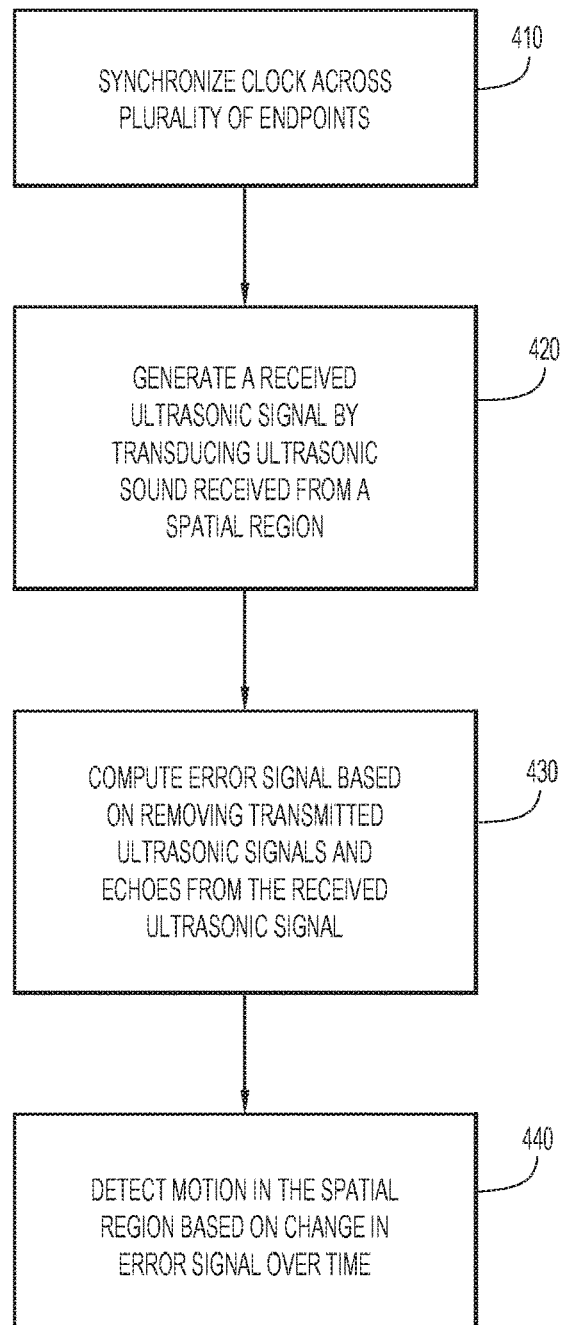 410
SYNCHRONIZE CLOCK ACROSS
PLURALITY OF ENDPOINTS
420
GENERATE A RECEIVED
ULTRASONIC SIGNAL BY
TRANSDUCING ULTRASONIC
SOUND RECEIVED FROM A
SPATIAL REGION
430
COMPUTE ERROR SIGNAL BASED
ON REMOVING TRANSMITTED
ULTRASONIC SIGNALS AND
ECHOES FROM THE RECEIVED
ULTRASONIC SIGNAL
440
DETECT MOTION IN THE SPATIAL
REGION BASED ON CHANGE IN
ERROR SIGNAL OVER TIME